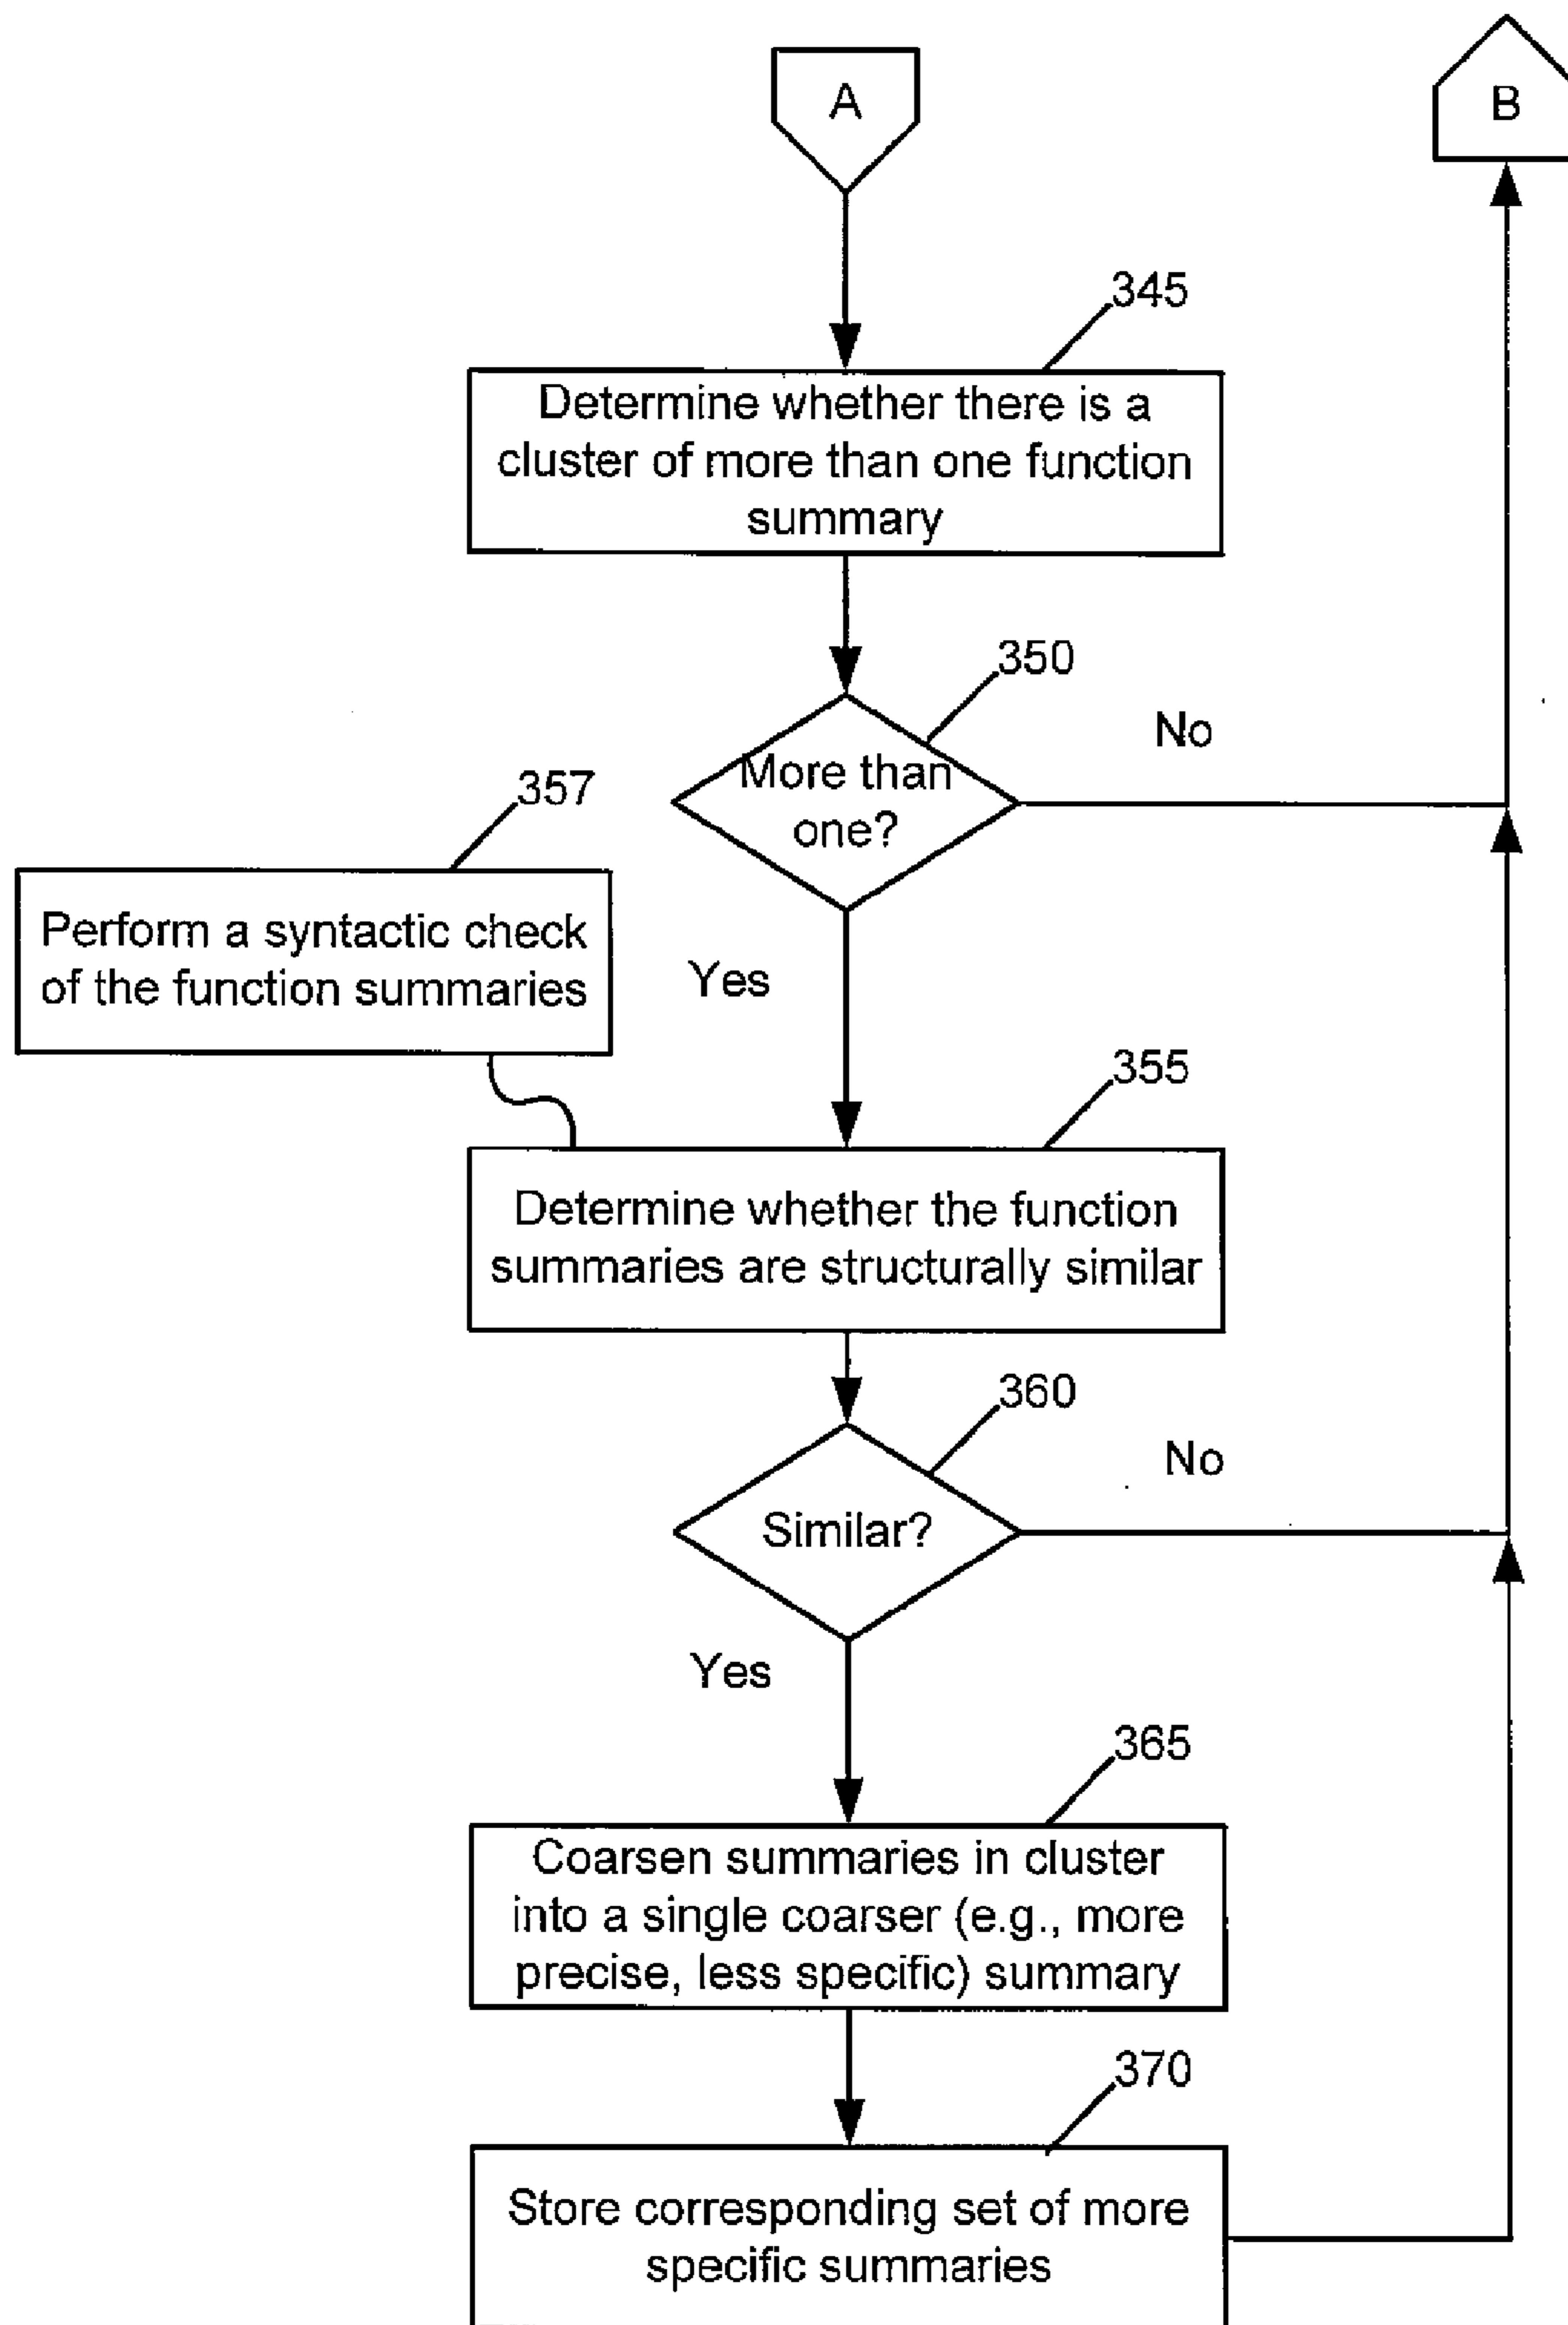 A
B
345
Determine whether there is a
cluster of more than one function
summary
350
More than
one?
No
357
Perform a syntactic check
of the function summaries
Yes
355
Determine whether the function
summaries are structurally similar
360
Similar?
No
Yes
365
Coarsen summaries in cluster
into a single coarser (e.g., more
precise, less specific) summary
370
Store corresponding set of more
specific summaries